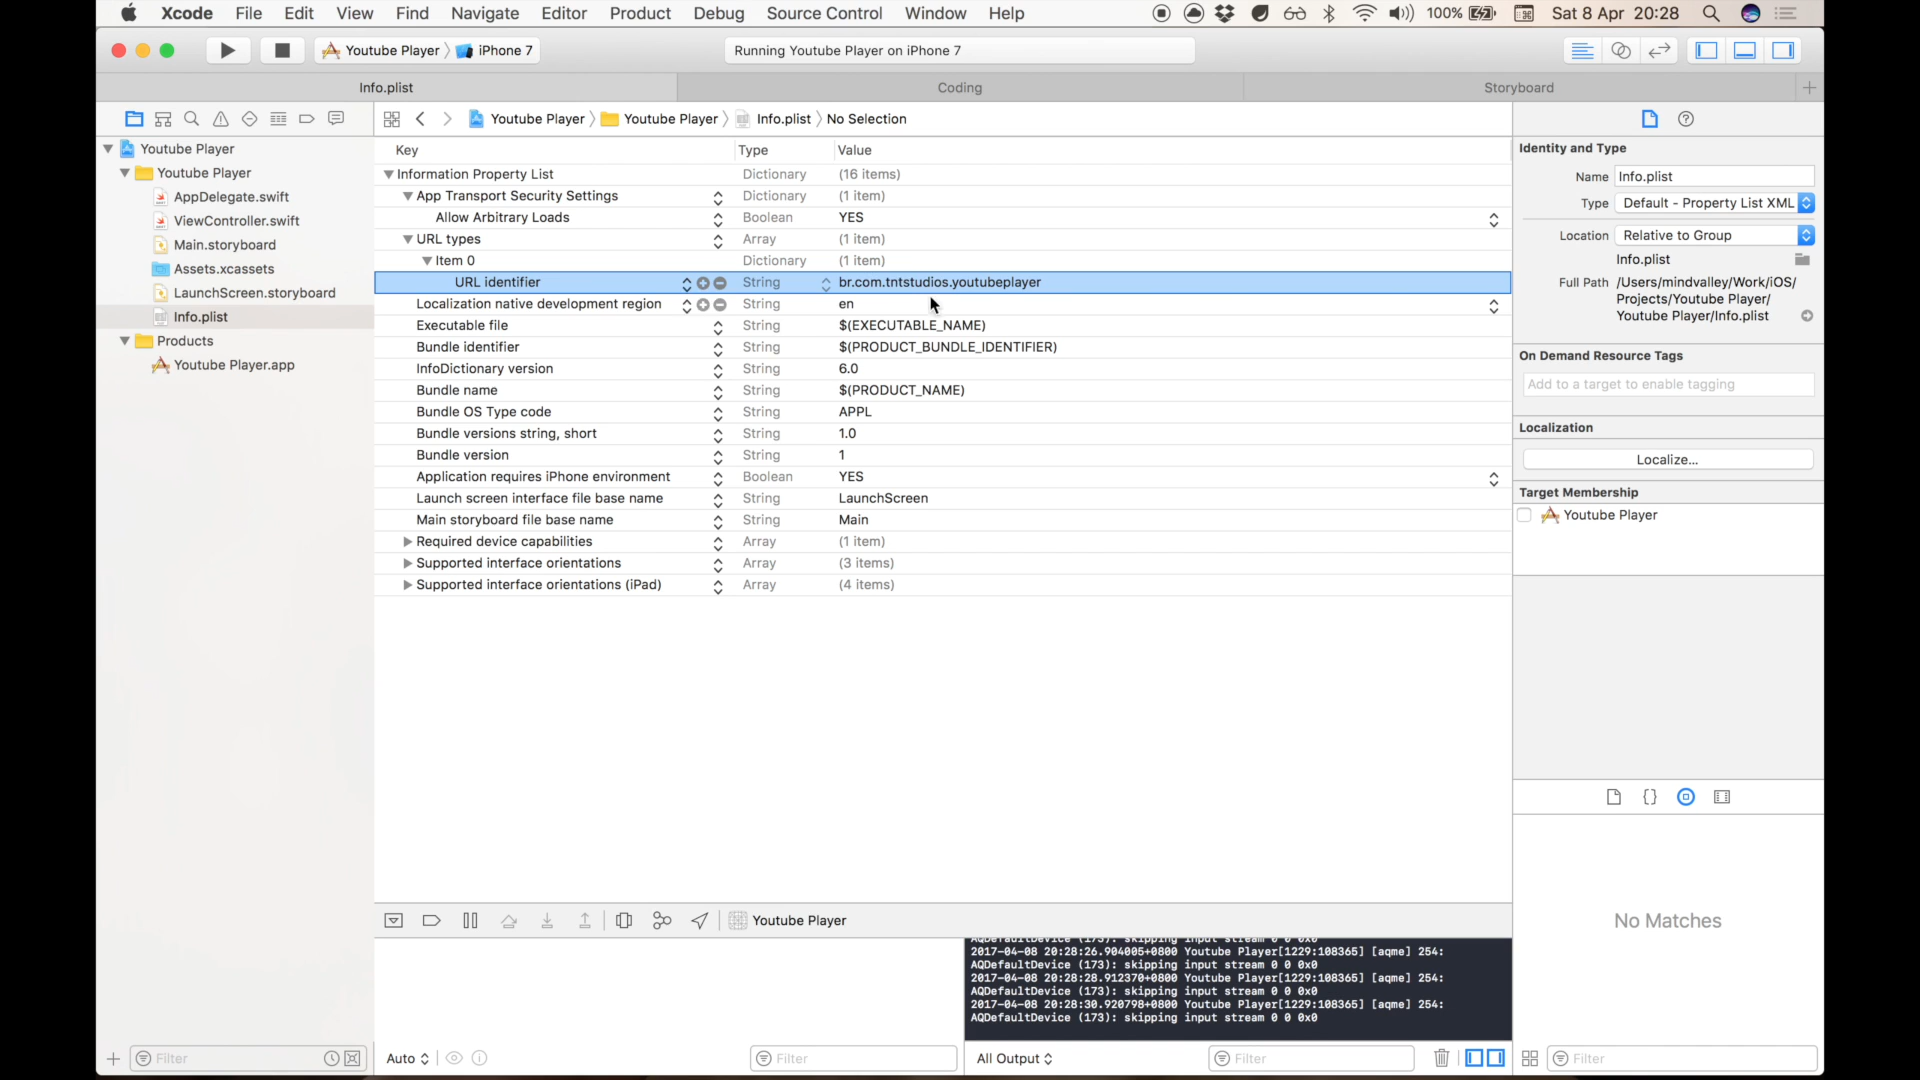 Xcode File Edit View Find Navigate Editor Product Debug Source Control Window Help 100% Sat 8 Apr 20:28
Youtube Player iPhone 7 Running Youtube Player on iPhone 7
Info.plist Coding Storyboard
Youtube Player Youtube Player Info.plist No Selection
Youtube Player
Youtube Player
AppDelegate.swift
ViewController.swift
Main.storyboard
Assets.xcassets
LaunchScreen.storyboard
Info.plist
Products
Youtube Player.app
Key Type Value
Information Property List Dictionary (16 items)
App Transport Security Settings Dictionary (1 item)
Allow Arbitrary Loads Boolean YES
URL types Array (1 item)
Item 0 Dictionary (1 item)
URL identifier String br.com.tntstudios.youtubeplayer
Localization native development region String en
Executable file String $(EXECUTABLE_NAME)
Bundle identifier String $(PRODUCT_BUNDLE_IDENTIFIER)
InfoDictionary version String 6.0
Bundle name String $(PRODUCT_NAME)
Bundle OS Type code String APPL
Bundle versions string, short String 1.0
Bundle version String 1
Application requires iPhone environment Boolean YES
Launch screen interface file base name String LaunchScreen
Main storyboard file base name String Main
Required device capabilities Array (1 item)
Supported interface orientations Array (3 items)
Supported interface orientations (iPad) Array (4 items)
Identity and Type
Name Info.plist
Type Default - Property List XML
Location Relative to Group
Info.plist
Full Path /Users/mindvalley/Work/iOS/
Projects/Youtube Player/
Youtube Player/Info.plist
On Demand Resource Tags
Add to a target to enable tagging
Localization
Localize...
Target Membership
Youtube Player
No Matches
Youtube Player
AQDefaultDevice (173): skipping input stream 0 0 0x0
2017-04-08 20:28:26.904005+0800 Youtube Player[1229:108365] [aqme] 254:
AQDefaultDevice (173): skipping input stream 0 0 0x0
2017-04-08 20:28:28.912370+0800 Youtube Player[1229:108365] [aqme] 254:
AQDefaultDevice (173): skipping input stream 0 0 0x0
2017-04-08 20:28:30.920798+0800 Youtube Player[1229:108365] [aqme] 254:
AQDefaultDevice (173): skipping input stream 0 0 0x0
Filter Auto Filter All Output Filter Filter